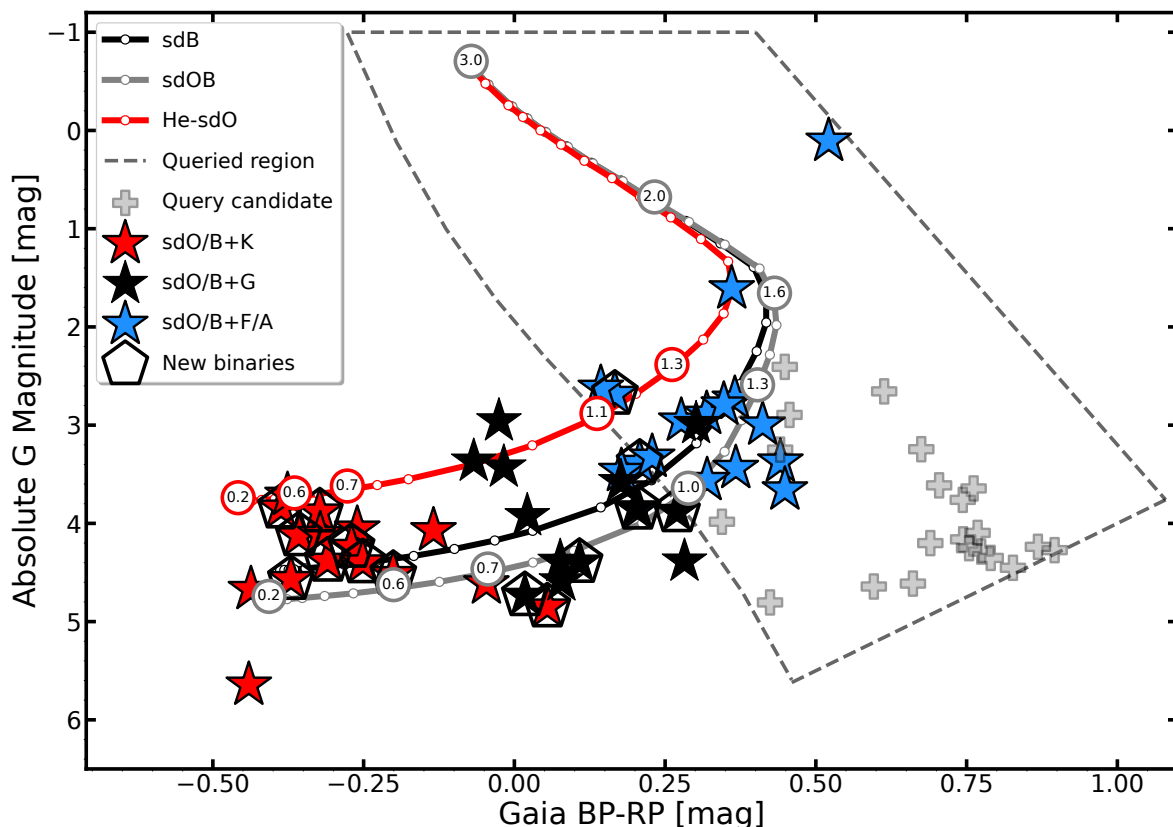 sdB
sdOB
He-sdO
Queried region
Query candidate
sdO/B+K
sdO/B+G
sdO/B+F/A
New binaries
3.0
2.0
1.6
1.3
1.3
1.1
0.2
0.6
0.7
1.0
0.7
0.6
0.2
−1
0
1
2
3
4
5
6
Absolute G Magnitude [mag]
−0.50
−0.25
0.00
0.25
0.50
0.75
1.00
Gaia BP-RP [mag]